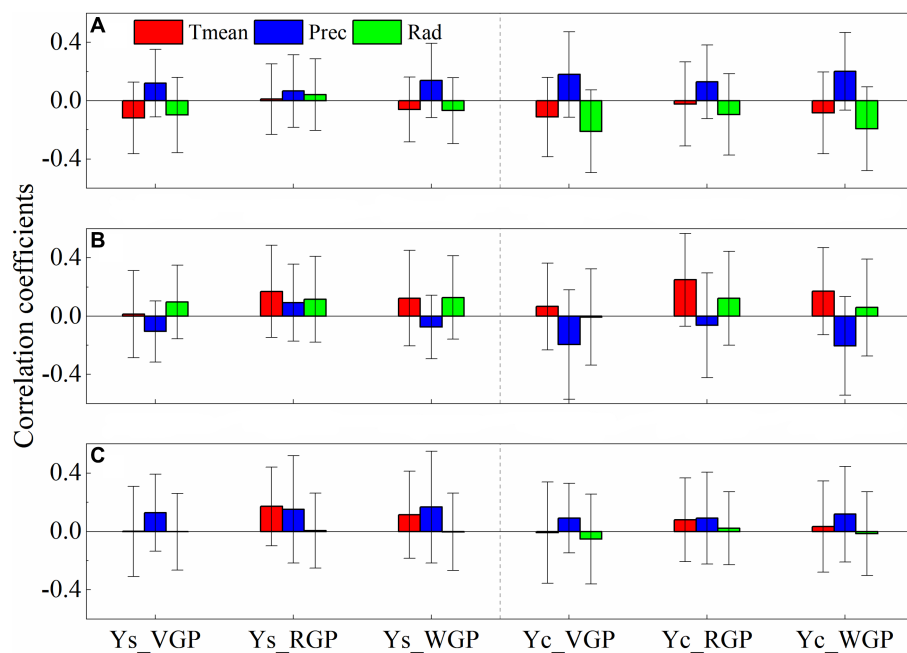 A
Tmean Prec Rad
0.4
0.0
-0.4
B
0.4
0.0
-0.4
C
0.4
0.0
-0.4
Correlation coefficients
Ys_VGP Ys_RGP Ys_WGP Yc_VGP Yc_RGP Yc_WGP